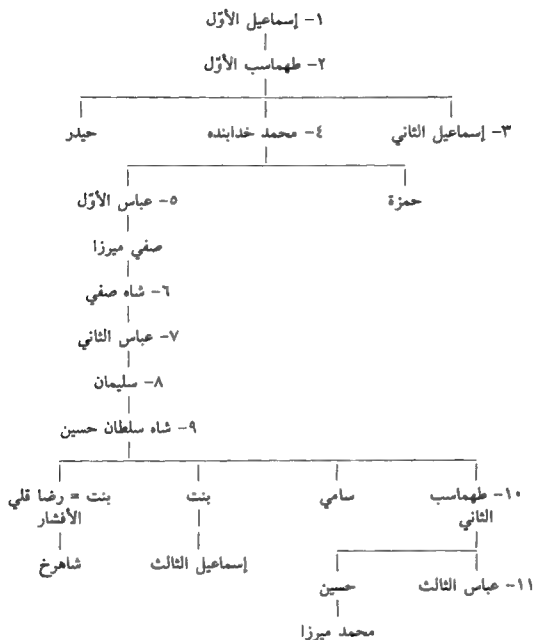 ١- إسماعيل الأوّل
٢- طهماسب الأوّل
٣- إسماعيل الثاني
٤- محمد خدابنده
حيدر
حمزة
٥- عباس الأوّل
صفي ميرزا
٦- شاه صفي
٧- عباس الثاني
٨- سليمان
٩- شاه سلطان حسين
١٠- طهماسب
الثاني
سامي
بنت
بنت = رضا قلي
الأفشار
١١- عباس الثالث
حسين
إسماعيل الثالث
شاهرخ
محمد ميرزا